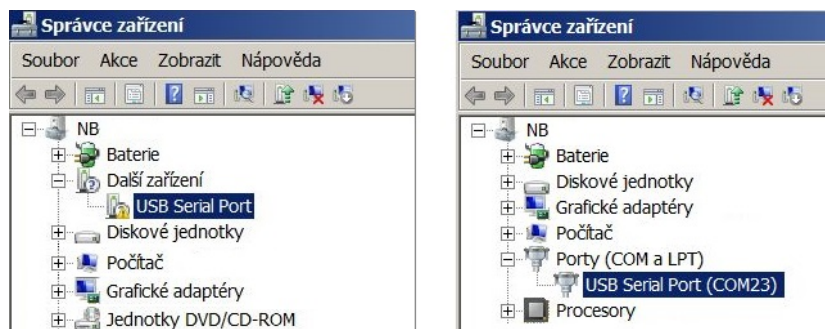 Správce zařízení
Soubor Akce Zobrazit Nápověda
NB
Baterie
Další zařízení
USB Serial Port
Diskové jednotky
Počítač
Grafické adaptéry
Jednotky DVD/CD-ROM
Správce zařízení
Soubor Akce Zobrazit Nápověda
NB
Baterie
Diskové jednotky
Grafické adaptéry
Počítač
Porty (COM a LPT)
USB Serial Port (COM23)
Procesory